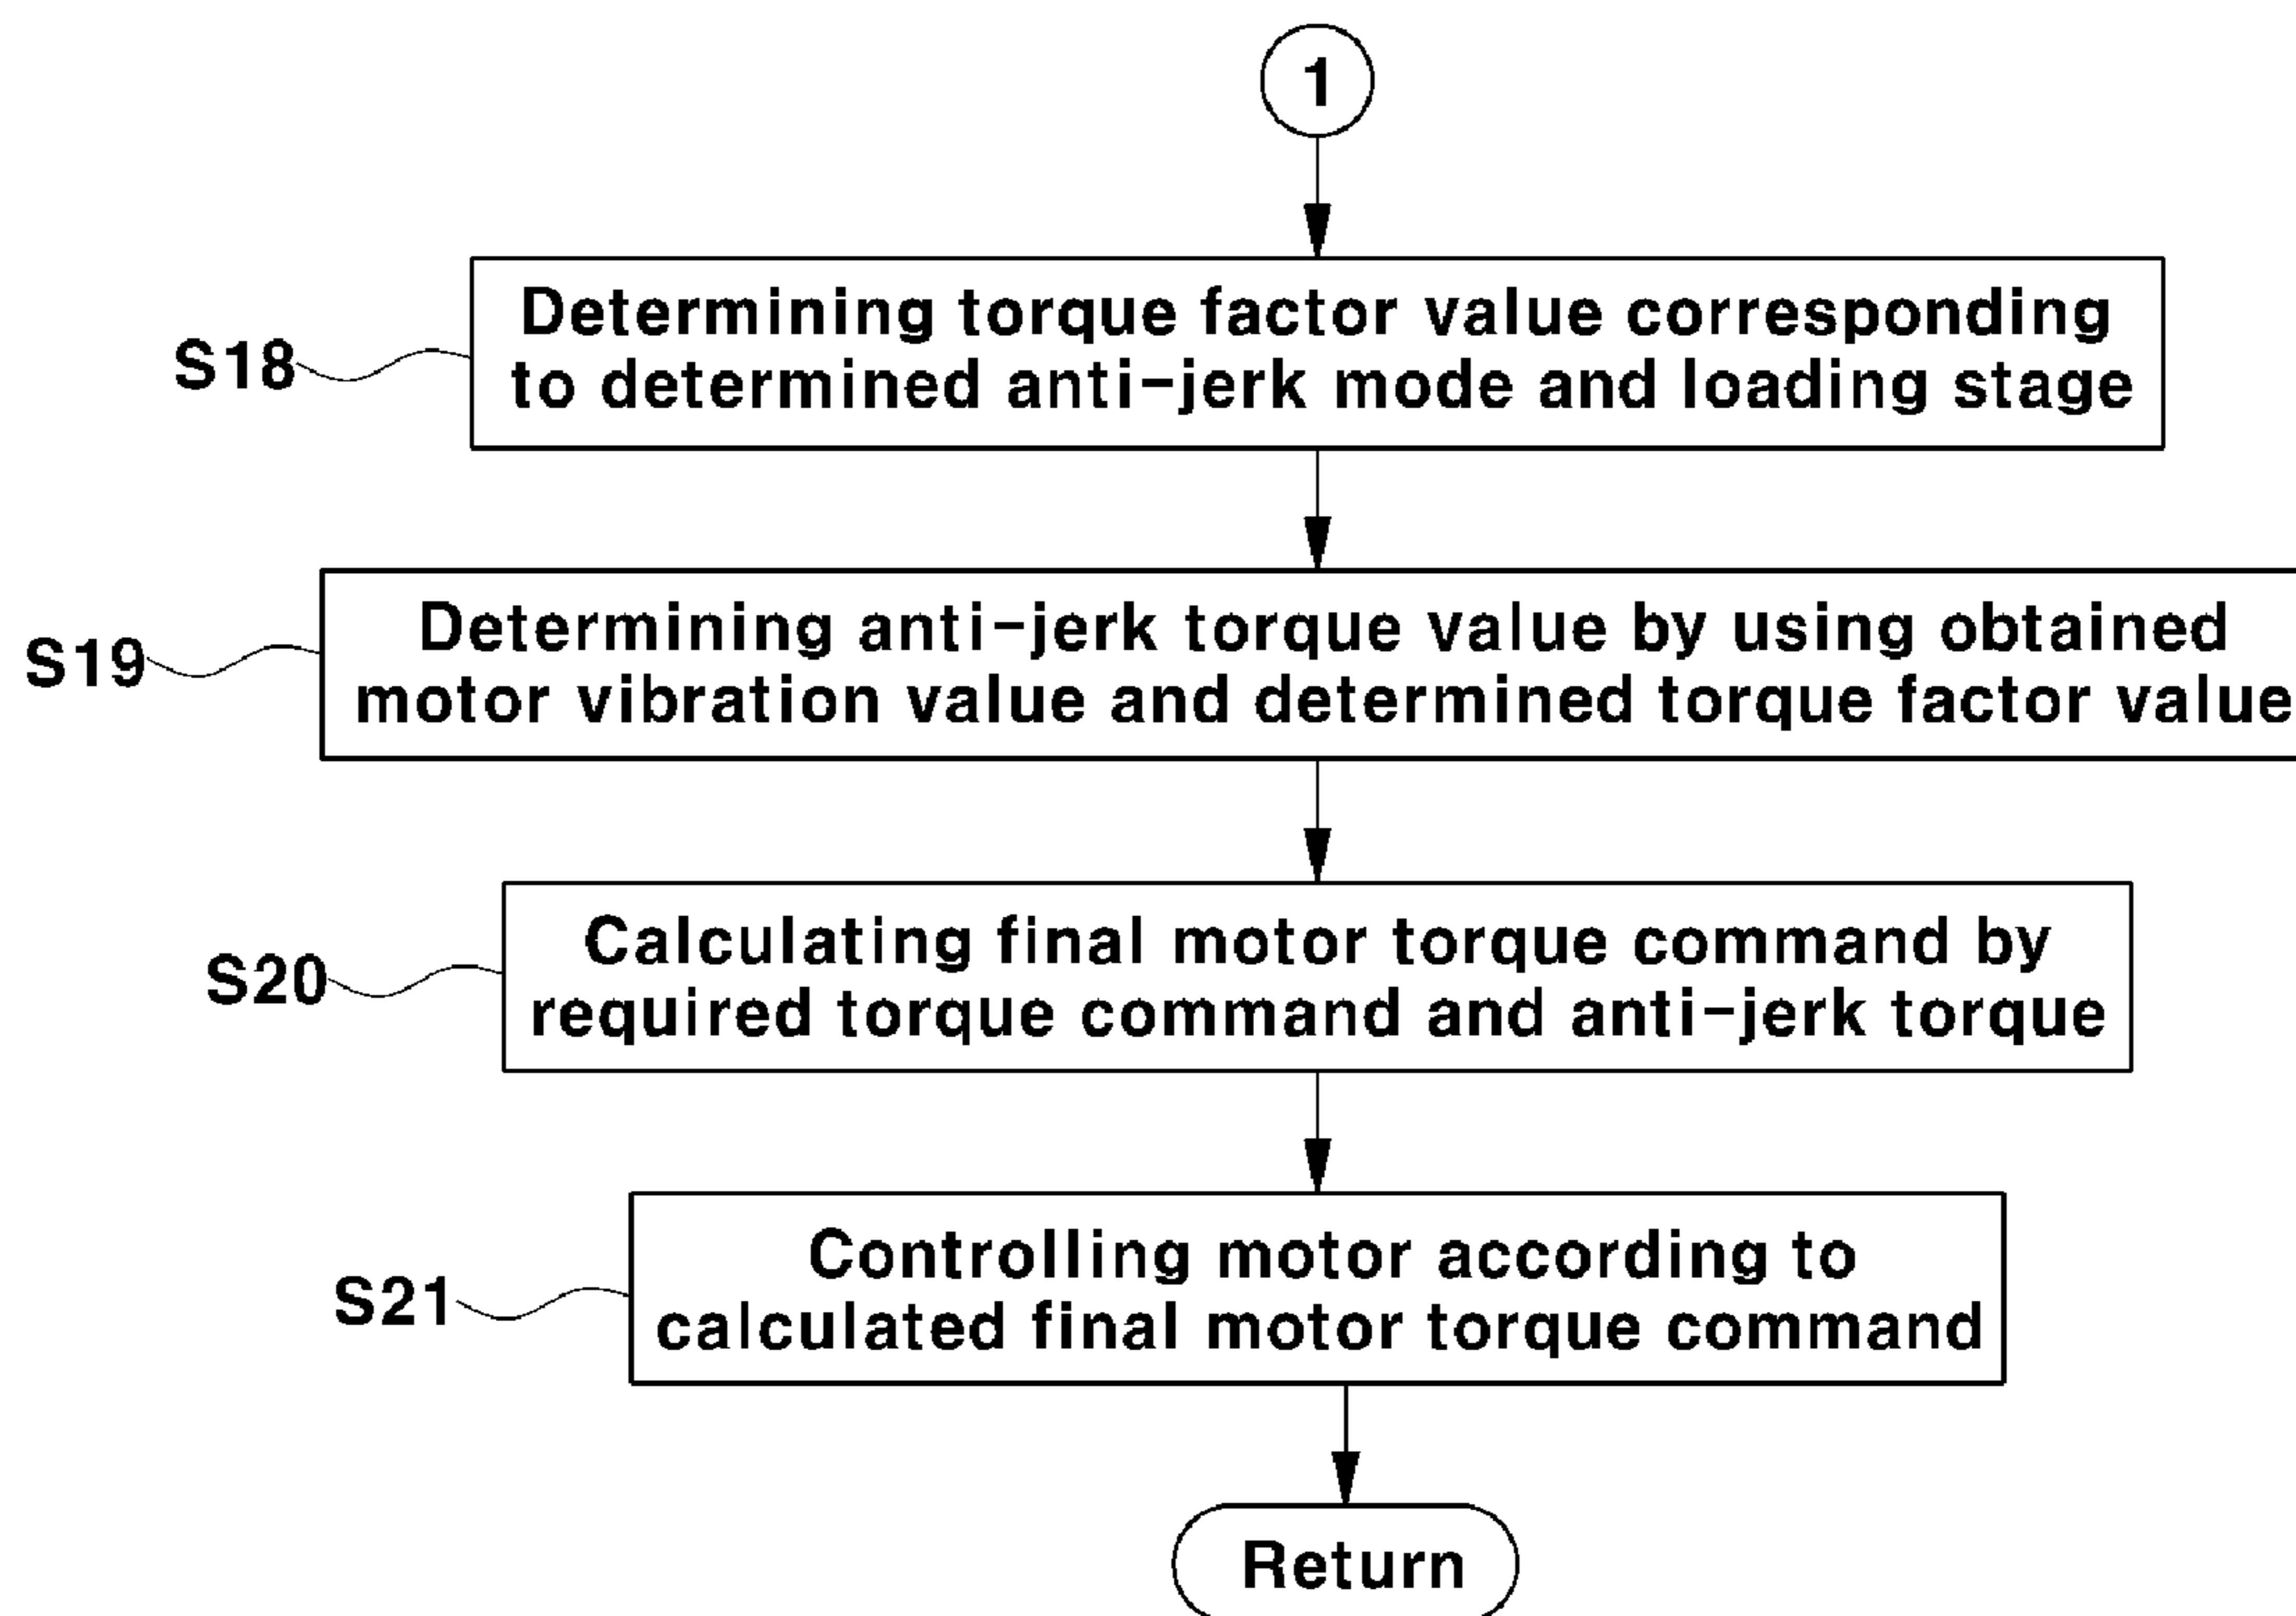 1
Determining torque factor value corresponding
to determined anti-jerk mode and loading stage
S18
Determining anti-jerk torque value by using obtained
motor vibration value and determined torque factor value
S19
Calculating final motor torque command by
required torque command and anti-jerk torque
S20
Controlling motor according to
calculated final motor torque command
S21
Return